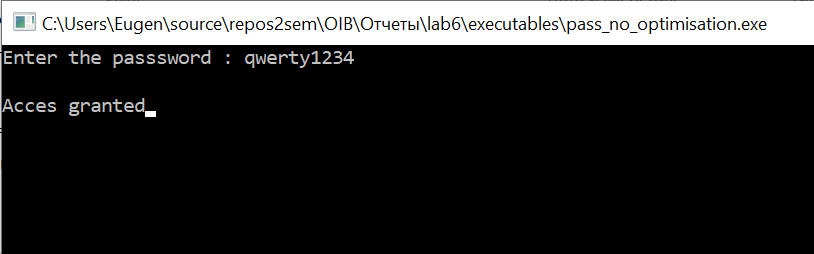 C:\Users\Eugen\source\repos2sem\OIB\Отчеты\lab6\executables\pass_no_optimisation.exe
Enter the passsword : qwerty1234
Acces granted